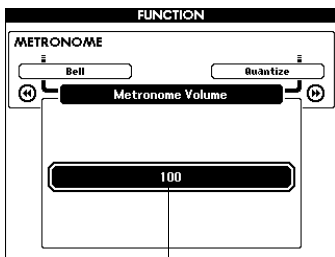 FUNCTION
METRONOME
Bell
Quantize
Metronome Volume
100